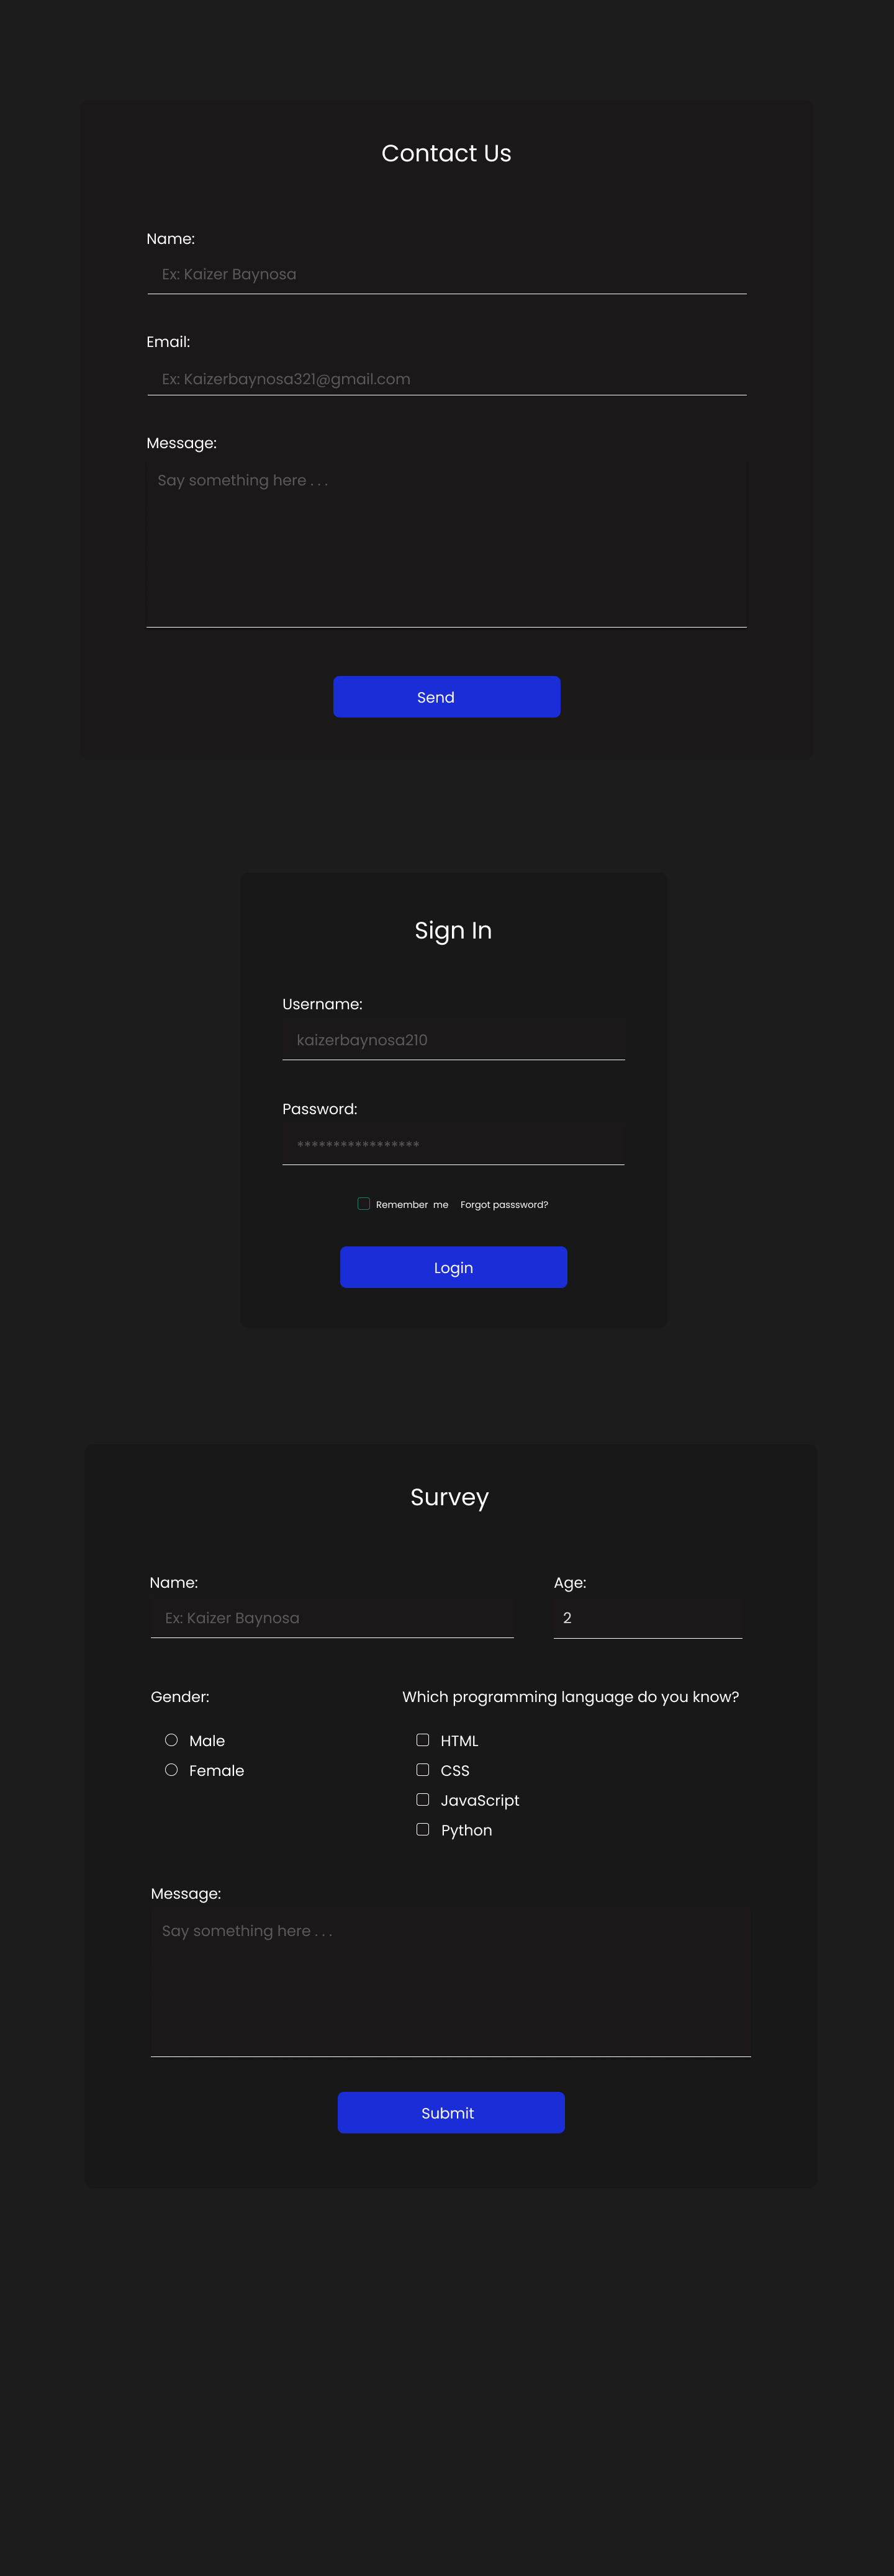 Contact Us
Name:
Ex: Kaizer Baynosa
Email:
Ex: Kaizerbaynosa321@gmail.com
Message:
Say something here . . .
Send
Sign In
Username:
kaizerbaynosa210
Password:
*****************
Remember me Forgot passsword?
Login
Survey
Name: Age:
Ex: Kaizer Baynosa 2
Gender: Which programming language do you know?
Male HTML
Female CSS
JavaScript
Python
Message:
Say something here . . .
Submit